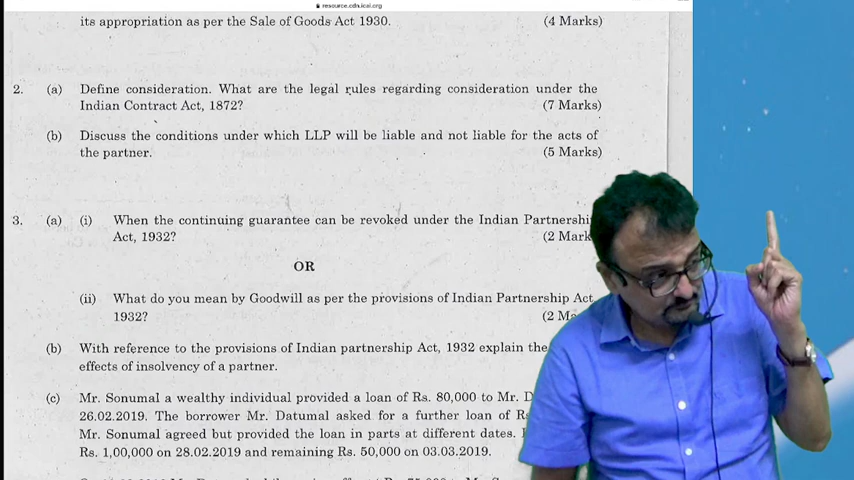 resource.cdn.icai.org
its appropriation as per the Sale of Goods Act 1930. (4 Marks)
2. (a) Define consideration. What are the legal rules regarding consideration under the
Indian Contract Act, 1872? (7 Marks)
(b) Discuss the conditions under which LLP will be liable and not liable for the acts of
the partner. (5 Marks)
3. (a) (i) When the continuing guarantee can be revoked under the Indian
Act, 1932? (2
OR
(ii) What do you mean by Goodwill as per the provisions of Indian Partnership Act
1932? (2
(b) With reference to the provisions of Indian partnership Act, 1932 explain the
effects of insolvency of a partner.
(c) Mr. Sonumal a wealthy individual provided a loan of Rs. 80,000 to Mr.
26.02.2019. The borrower Mr. Datumal asked for a further loan of
Mr. Sonumal agreed but provided the loan in parts at different dates.
Rs. 1,00,000 on 28.02.2019 and remaining Rs. 50,000 on 03.03.2019.